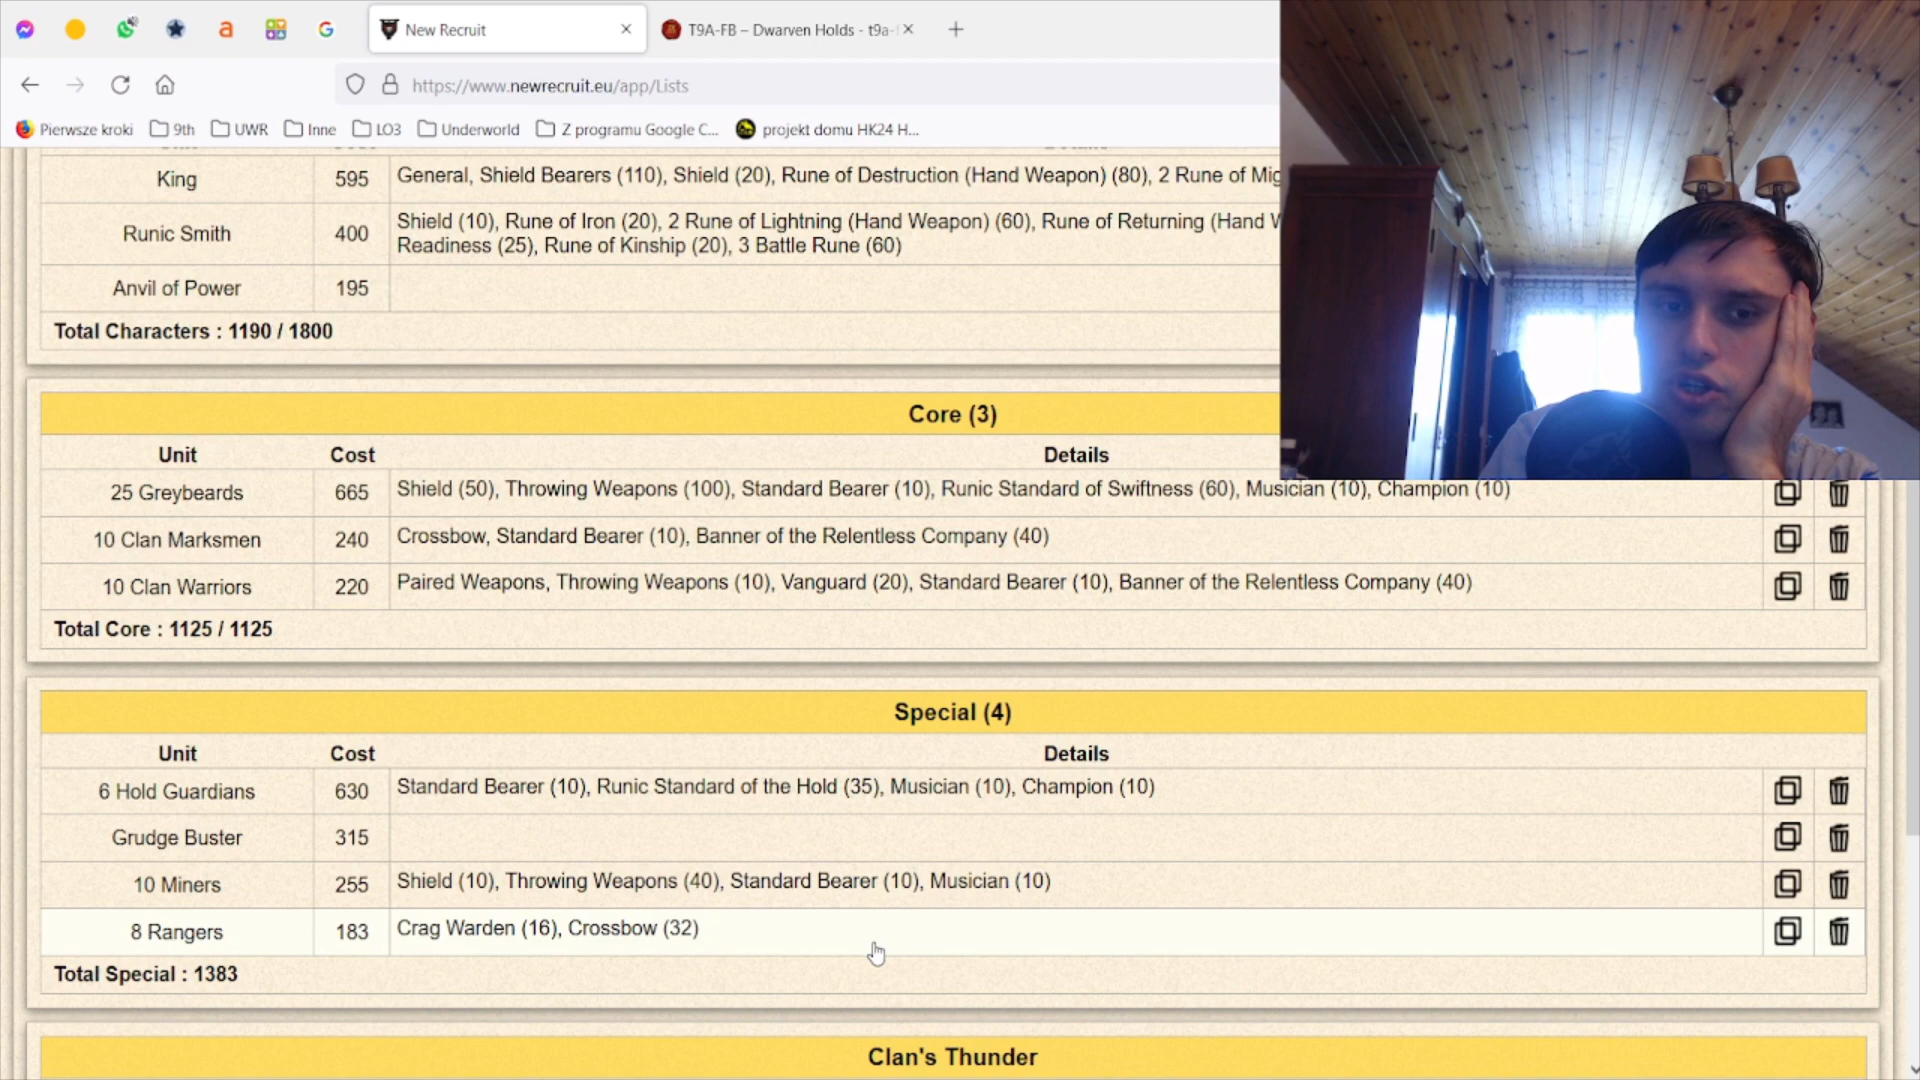 New Recruit
T9A-FB – Dwarven Holds - t9a-
https://www.newrecruit.eu/app/Lists
Pierwsze kroki 9th UWR Inne LO3 Underworld Z programu Google C... projekt domu HK24 H...
King 595 General, Shield Bearers (110), Shield (20), Rune of Destruction (Hand Weapon) (80), 2 Rune of Mig
Runic Smith 400 Shield (10), Rune of Iron (20), 2 Rune of Lightning (Hand Weapon) (60), Rune of Returning (Hand W
Readiness (25), Rune of Kinship (20), 3 Battle Rune (60)
Anvil of Power 195
Total Characters : 1190 / 1800
Core (3)
Unit Cost Details
25 Greybeards 665 Shield (50), Throwing Weapons (100), Standard Bearer (10), Runic Standard of Swiftness (60), Musician (10), Champion (10)
10 Clan Marksmen 240 Crossbow, Standard Bearer (10), Banner of the Relentless Company (40)
10 Clan Warriors 220 Paired Weapons, Throwing Weapons (10), Vanguard (20), Standard Bearer (10), Banner of the Relentless Company (40)
Total Core : 1125 / 1125
Special (4)
Unit Cost Details
6 Hold Guardians 630 Standard Bearer (10), Runic Standard of the Hold (35), Musician (10), Champion (10)
Grudge Buster 315
10 Miners 255 Shield (10), Throwing Weapons (40), Standard Bearer (10), Musician (10)
8 Rangers 183 Crag Warden (16), Crossbow (32)
Total Special : 1383
Clan's Thunder